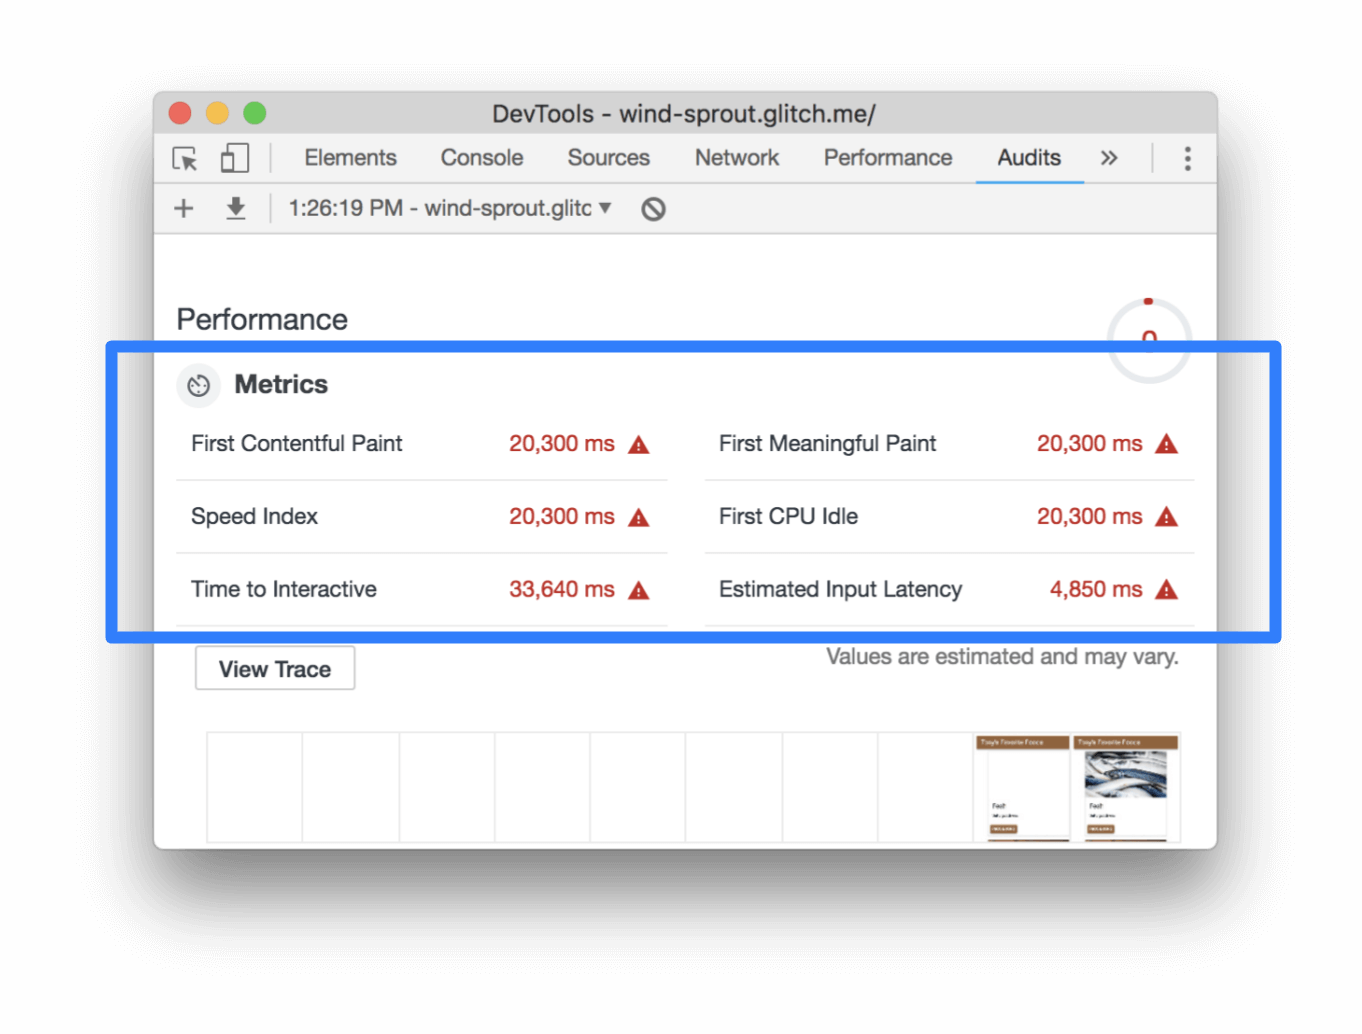 DevTools - wind-sprout.glitch.me/
Elements Console Sources Network Performance Audits »
1:26:19 PM - wind-sprout.glitc
Performance
0
Metrics
First Contentful Paint 20,300 ms First Meaningful Paint 20,300 ms
Speed Index 20,300 ms First CPU Idle 20,300 ms
Time to Interactive 33,640 ms Estimated Input Latency 4,850 ms
View Trace
Values are estimated and may vary.